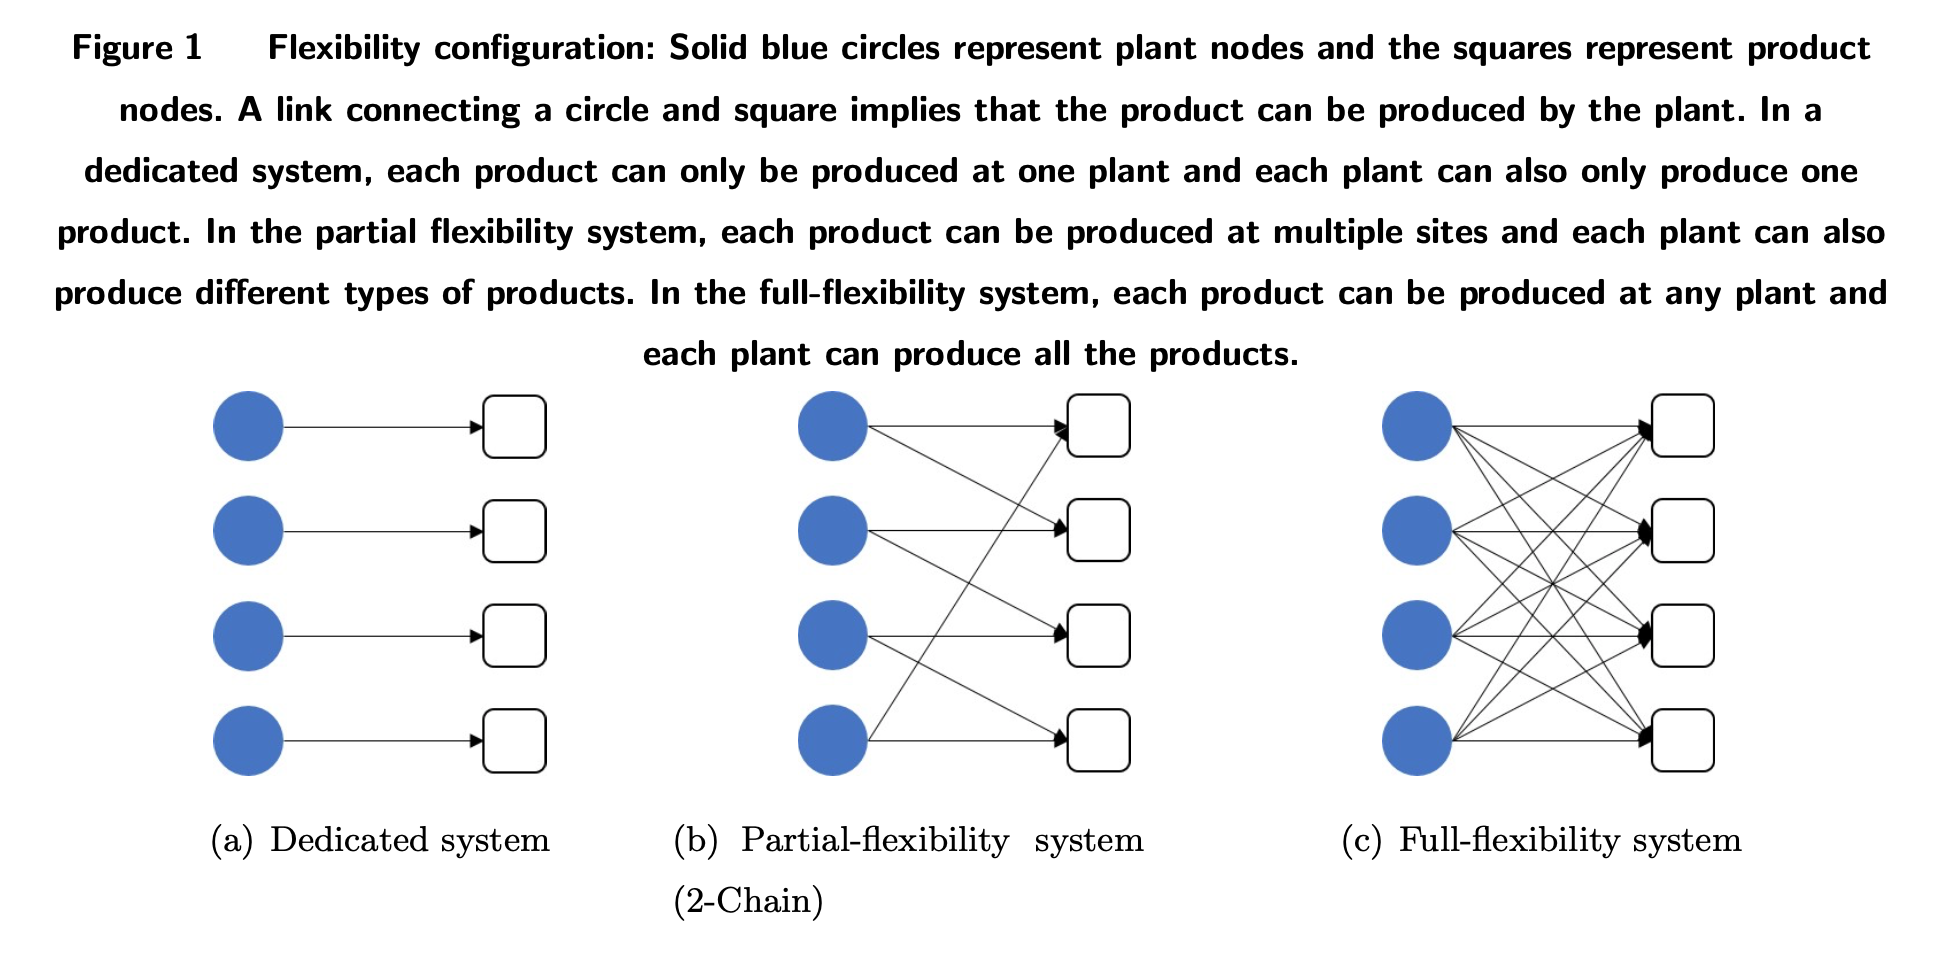 Figure 1 Flexibility configuration: Solid blue circles represent plant nodes and the squares represent product
nodes. A link connecting a circle and square implies that the product can be produced by the plant. In a
dedicated system, each product can only be produced at one plant and each plant can also only produce one
product. In the partial flexibility system, each product can be produced at multiple sites and each plant can also
produce different types of products. In the full-flexibility system, each product can be produced at any plant and
each plant can produce all the products.
(a) Dedicated system
(b) Partial-flexibility system
(2-Chain)
(c) Full-flexibility system